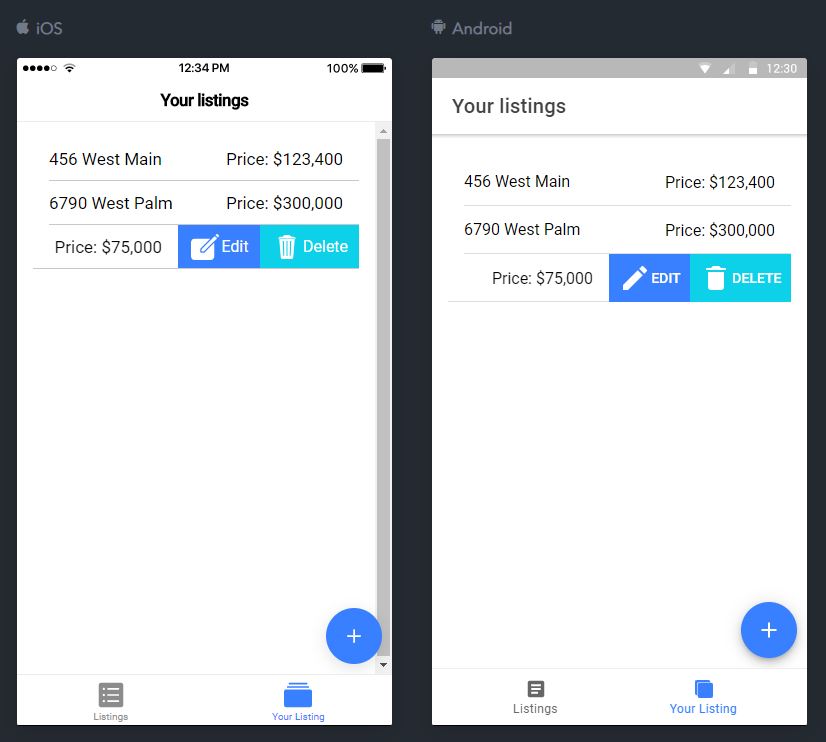 iOS
12:34 PM 100%
Your listings
456 West Main Price: $123,400
6790 West Palm Price: $300,000
Price: $75,000 Edit Delete
+
Listings Your Listing
Android
12:30
Your listings
456 West Main Price: $123,400
6790 West Palm Price: $300,000
Price: $75,000 EDIT DELETE
+
Listings Your Listing